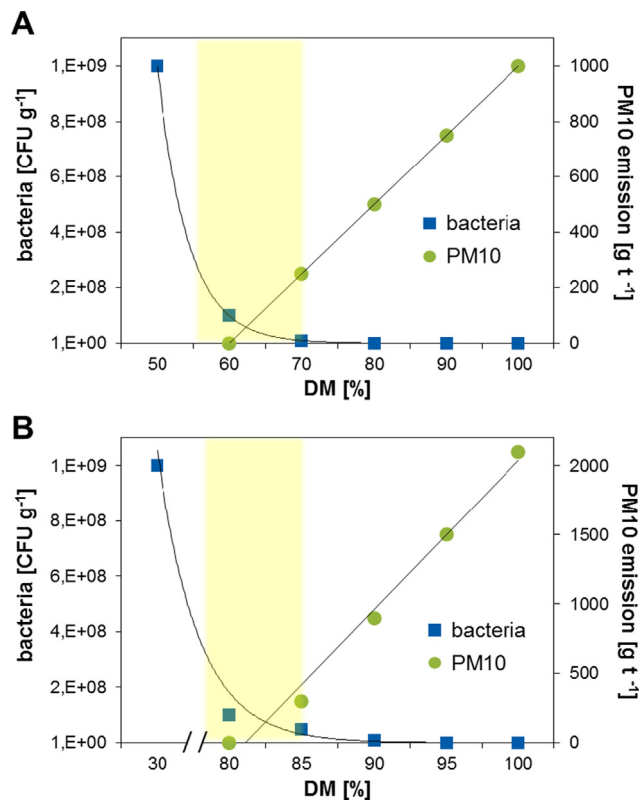 A
bacteria [CFU g-1]
1,E+09
8,E+08
6,E+08
4,E+08
2,E+08
1,E+00
1000
800
600
400
200
0
PM10 emission [g t -1]
bacteria
PM10
50 60 70 80 90 100
DM [%]
B
bacteria [CFU g-1]
1,E+09
8,E+08
6,E+08
4,E+08
2,E+08
1,E+00
2000
1500
1000
500
0
PM10 emission [g t -1]
bacteria
PM10
30 80 85 90 95 100
DM [%]